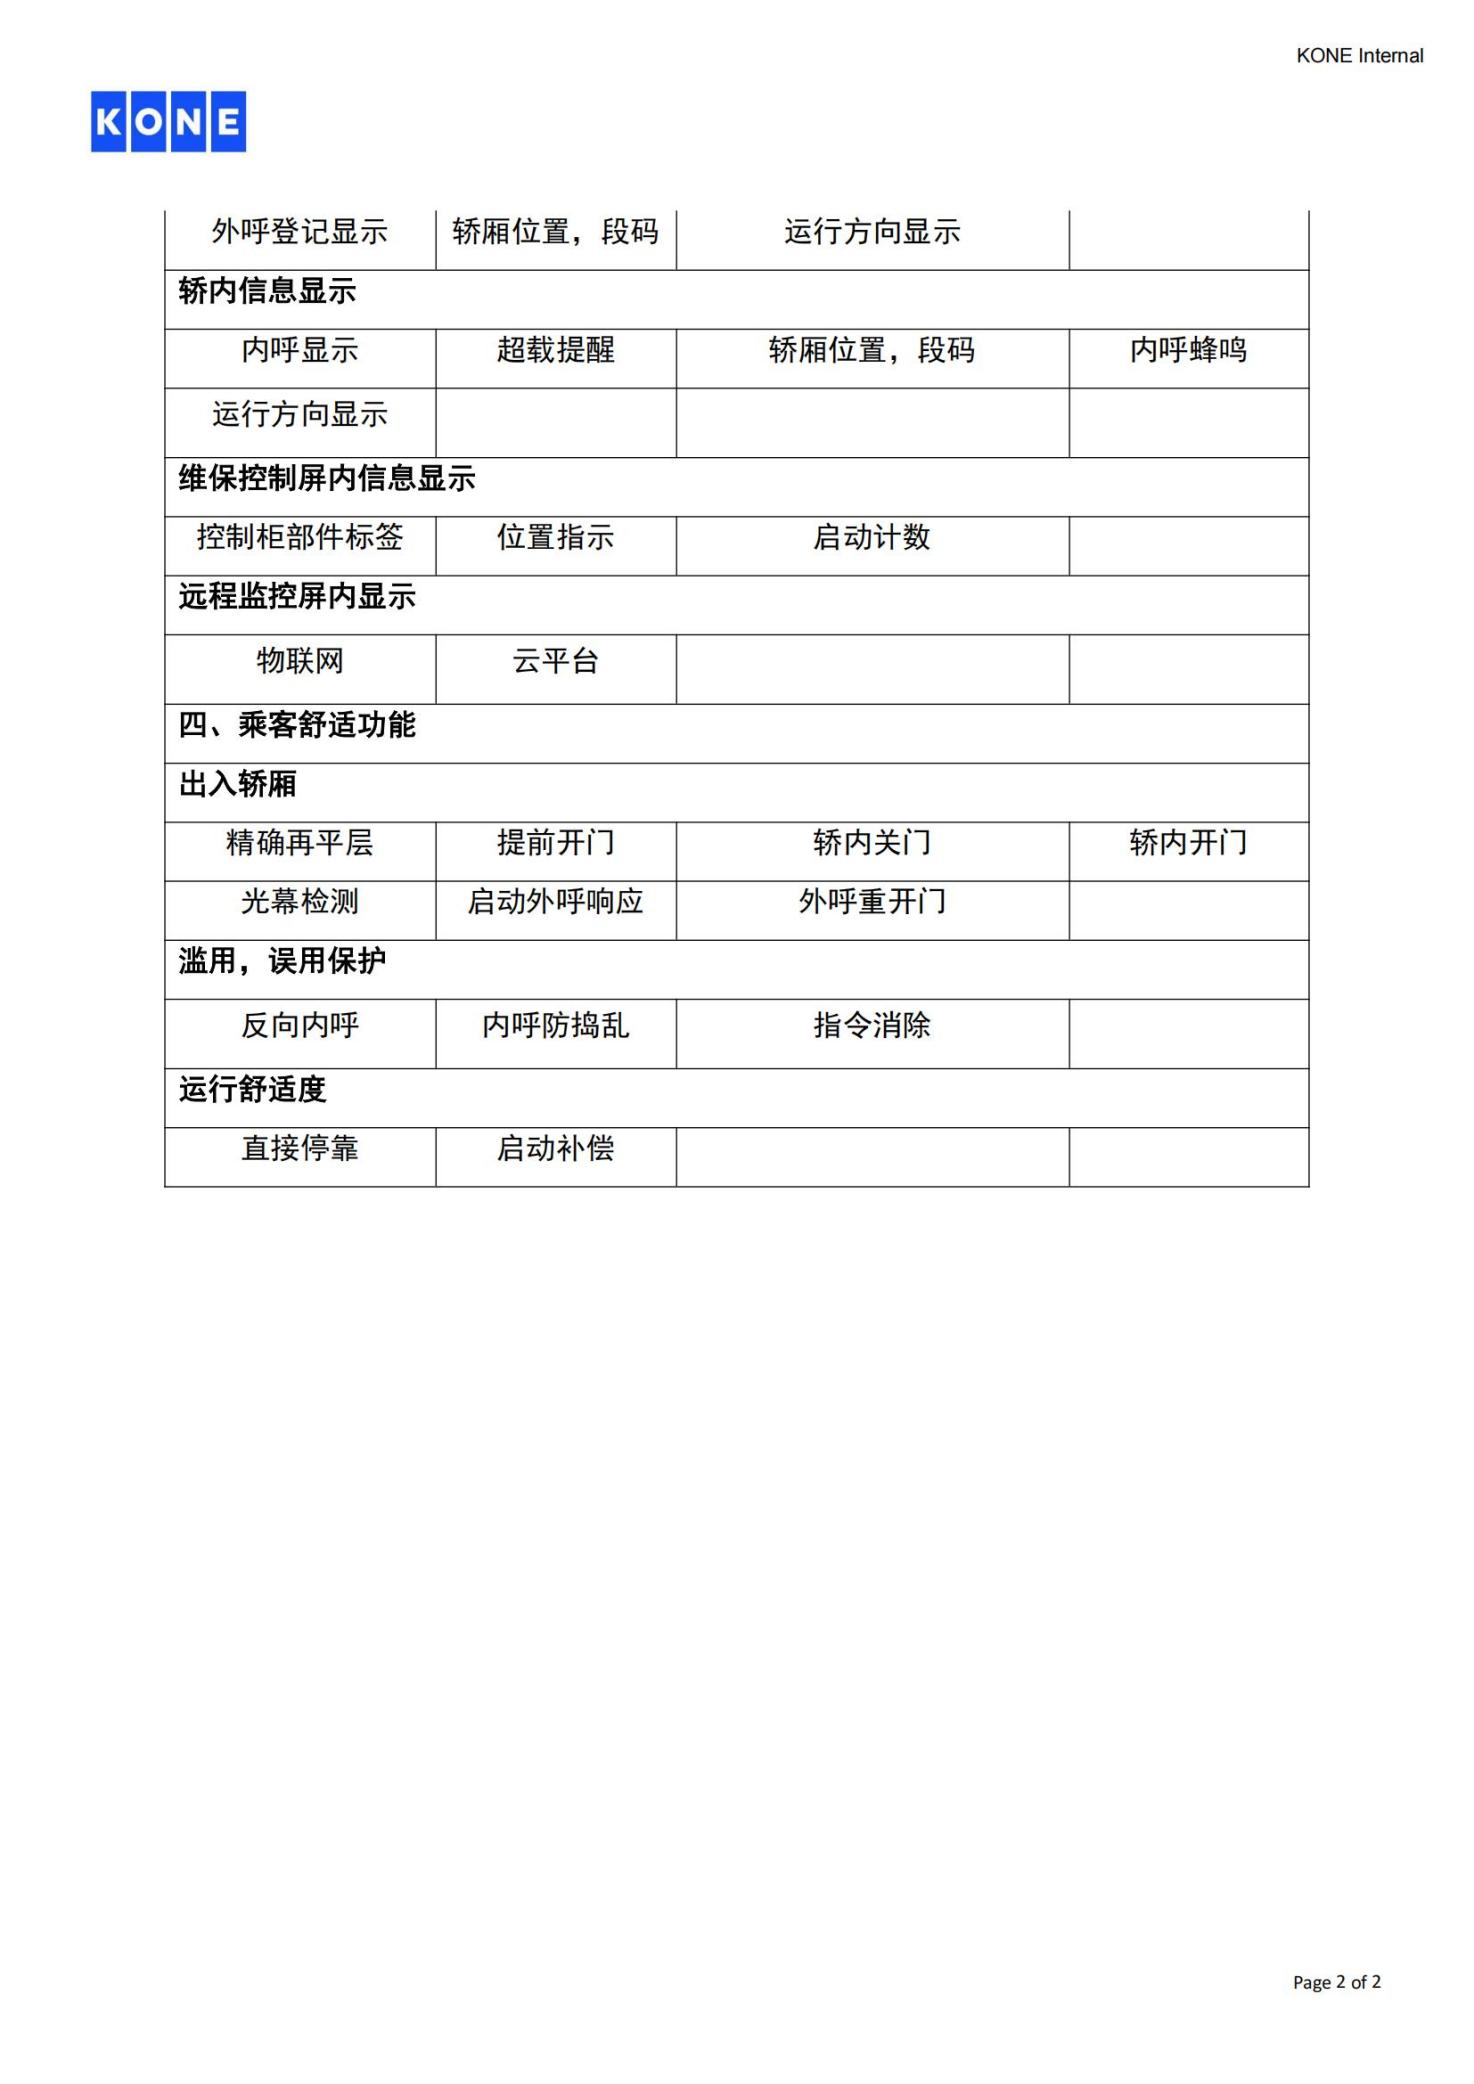 KONE Internal
KONE
外呼登记显示 轿厢位置，段码 运行方向显示
轿内信息显示
内呼显示 超载提醒 轿厢位置，段码 内呼蜂鸣
运行方向显示
维保控制屏内信息显示
控制柜部件标签 位置指示 启动计数
远程监控屏内显示
物联网 云平台
四、乘客舒适功能
出入轿厢
精确再平层 提前开门 轿内关门 轿内开门
光幕检测 启动外呼响应 外呼重开门
滥用，误用保护
反向内呼 内呼防捣乱 指令消除
运行舒适度
直接停靠 启动补偿
Page 2 of 2